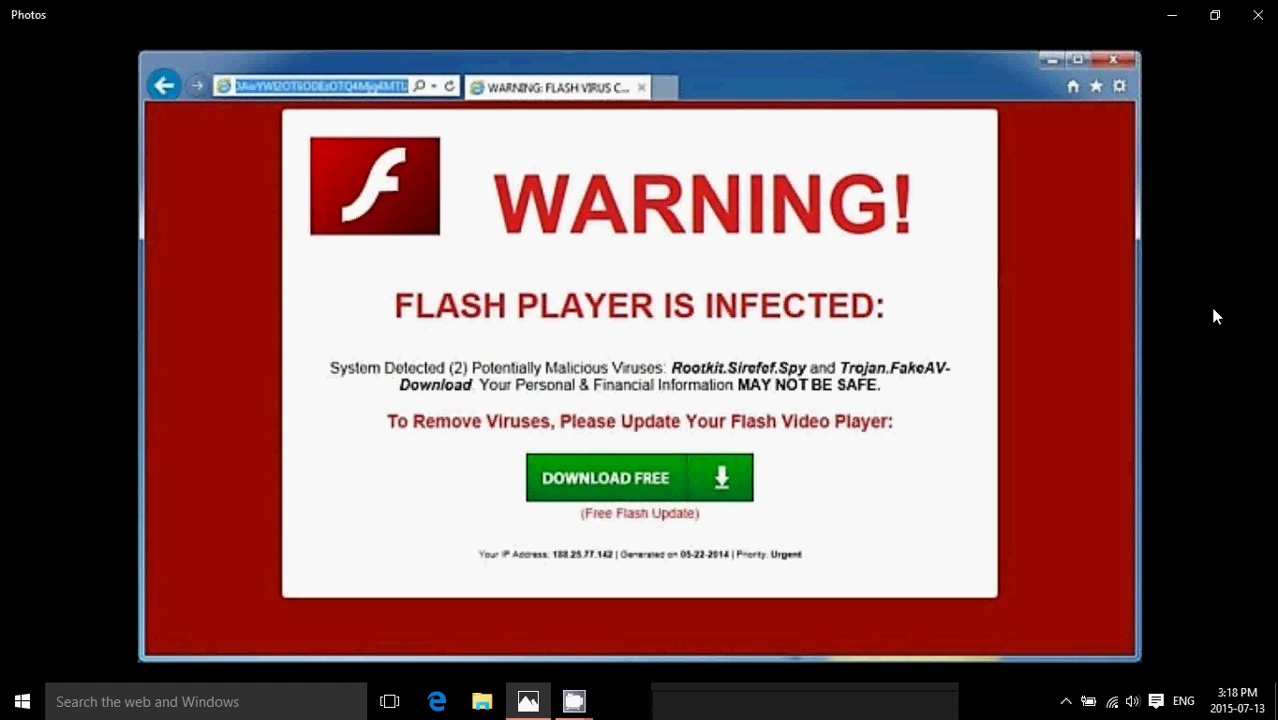 Photos
WARNING: FLASH VIRUS C...
WARNING!
FLASH PLAYER IS INFECTED:
System Detected (2) Potentially Malicious Viruses: Rootkit.Sirefef.Spy and Trojan.FakeAV-
Download. Your Personal & Financial Information MAY NOT BE SAFE.
To Remove Viruses, Please Update Your Flash Video Player:
DOWNLOAD FREE
(Free Flash Update)
Your IP Address: 188.25.77.142 | Generated on 05-22-2014 | Priority: Urgent
Search the web and Windows
ENG
3:18 PM
2015-07-13